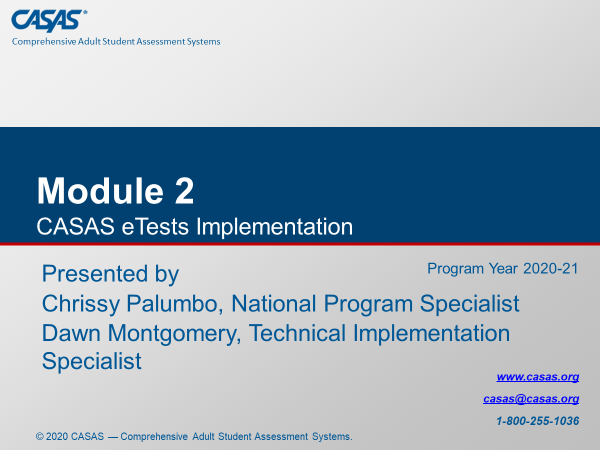 CASAS®
Comprehensive Adult Student Assessment Systems
Module 2
CASAS eTests Implementation
Program Year 2020-21
Presented by
Chrissy Palumbo, National Program Specialist
Dawn Montgomery, Technical Implementation
Specialist
www.casas.org
casas@casas.org
1-800-255-1036
© 2020 CASAS — Comprehensive Adult Student Assessment Systems.